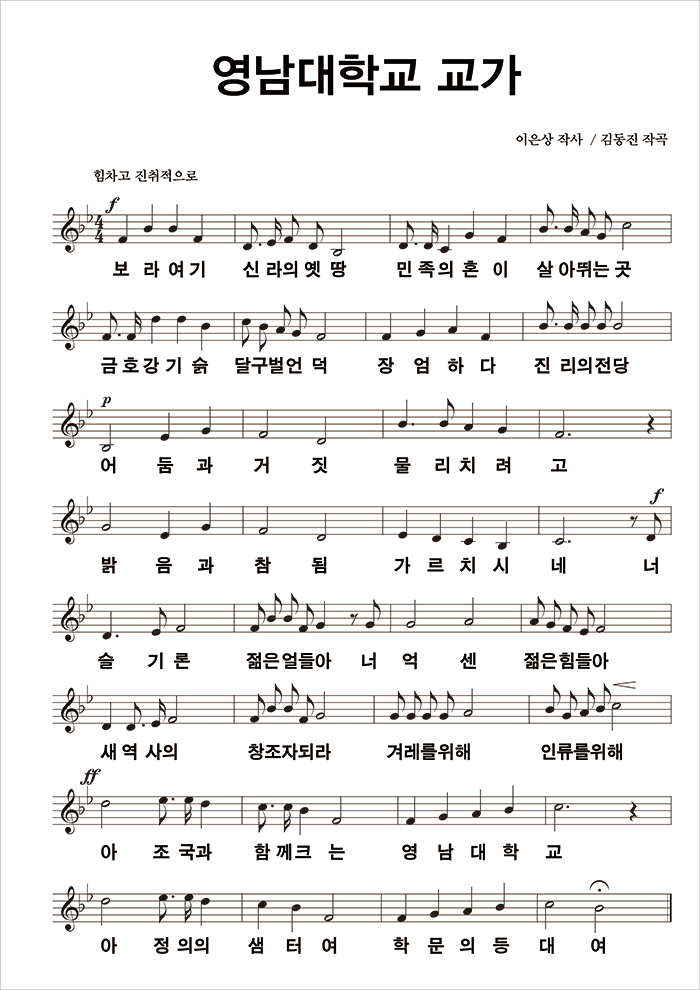 영남대학교 교가
이은상 작사 / 김동진 작곡
힘차고 진취적으로
f
보 라 여 기 신 라의 옛 땅 민 족의 혼 이 살 아뛰는 곳
금 호 강 기 슭 달구벌언 덕 장 엄 하 다 진 리의전당
p
어 둠 과 거 짓 물 리 치 려 고
f
밝 음 과 참 됨 가 르 치 시 네 너
슬 기 론 젊은얼들아 너 억 센 젊은힘들아
새 역 사의 창조자되라 겨레를위해 인류를위해
ff
아 조 국과 함 께크 는 영 남 대 학 교
아 정 의의 샘 터 여 학 문 의 등 대 여